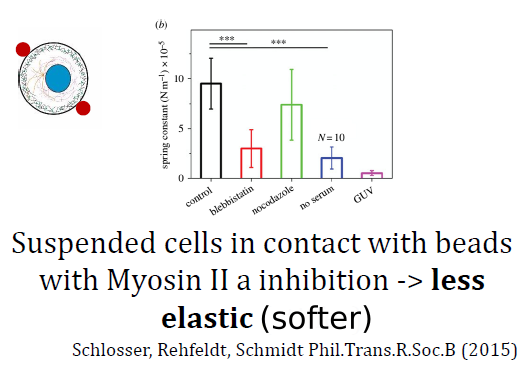 (b)
***
***
spring constant (N m⁻¹) × 10⁻⁵
10
5
0
N = 10
control
blebbistatin
nocodazole
no serum
GUV
Suspended cells in contact with beads
with Myosin II a inhibition -> less
elastic (softer)
Schlosser, Rehfeldt, Schmidt Phil.Trans.R.Soc.B (2015)